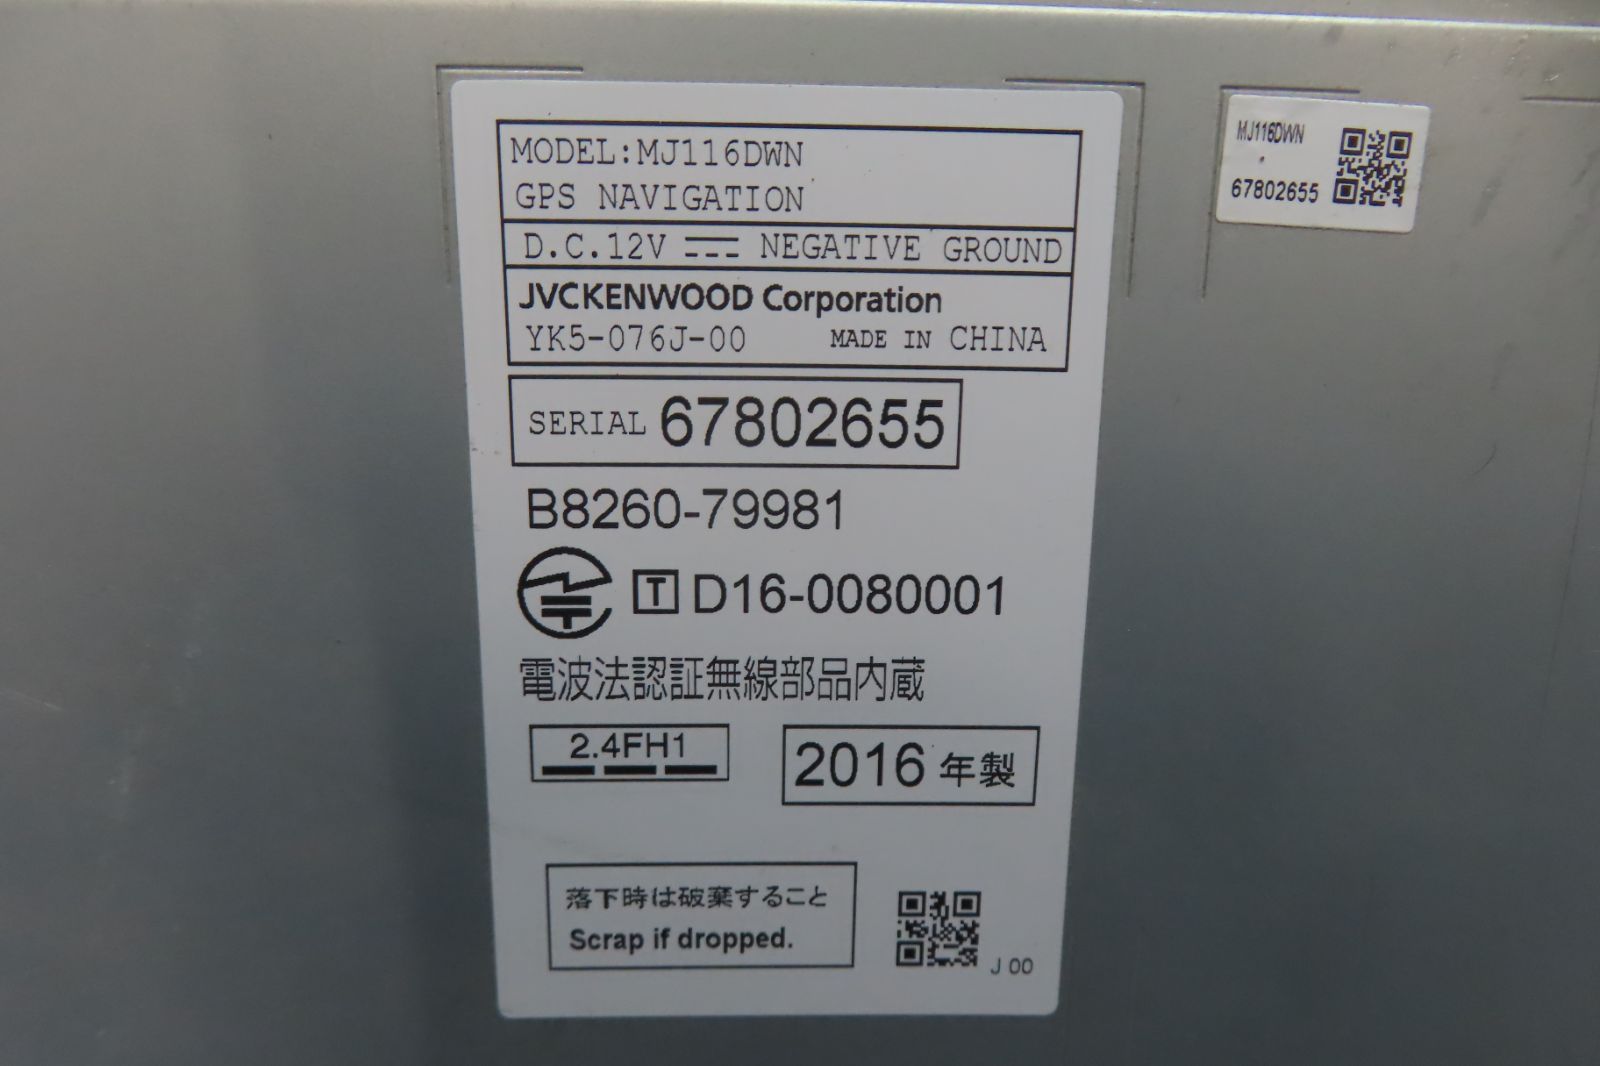 MODEL:MJ116DWN
GPS NAVIGATION
D.C.12V NEGATIVE GROUND
JVCKENWOOD Corporation
YK5-076J-00 MADE IN CHINA
SERIAL 67802655
B8260-79981
T D16-0080001
電波法認証無線部品内蔵
2.4FH1
2016 年製
落下時は破棄すること
Scrap if dropped.
J 00
MJ116DWN
67802655